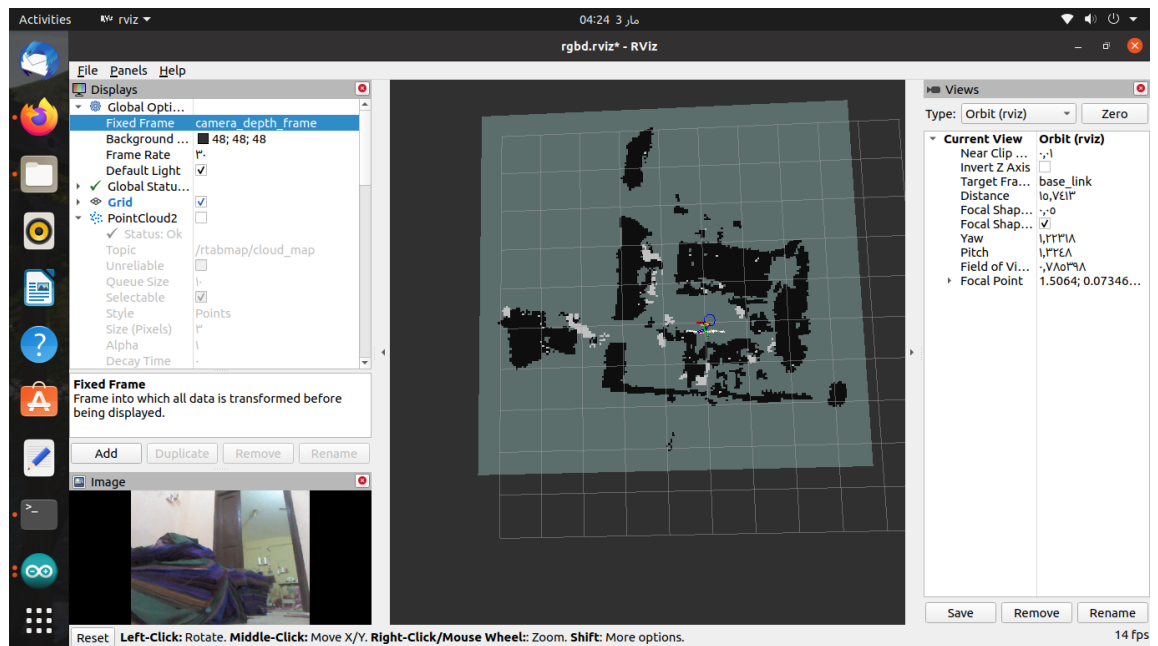 Activities
rviz
04:24 3 مار
rgbd.rviz* - RViz
File Panels Help
Displays
Global Opti...
Fixed Frame camera_depth_frame
Background ... 48; 48; 48
Frame Rate ٣٠
Default Light
Global Statu...
Grid
PointCloud2
Status: Ok
Topic /rtabmap/cloud_map
Unreliable
Queue Size ١٠
Selectable
Style Points
Size (Pixels) ٣
Alpha ١
Decay Time ٠
Fixed Frame
Frame into which all data is transformed before
being displayed.
Add Duplicate Remove Rename
Image
Reset Left-Click: Rotate. Middle-Click: Move X/Y. Right-Click/Mouse Wheel:: Zoom. Shift: More options.
14 fps
Views
Type: Orbit (rviz) Zero
Current View Orbit (rviz)
Near Clip ... ٠,٠١
Invert Z Axis
Target Fra... base_link
Distance ١٥,٧٤١٣
Focal Shap... ٠,٠٥
Focal Shap...
Yaw ١,٢٢٣١٨
Pitch ١,٣٢٤٨
Field of Vi... ٠,٧٨٥٣٩٨
Focal Point 1.5064; 0.07346...
Save Remove Rename